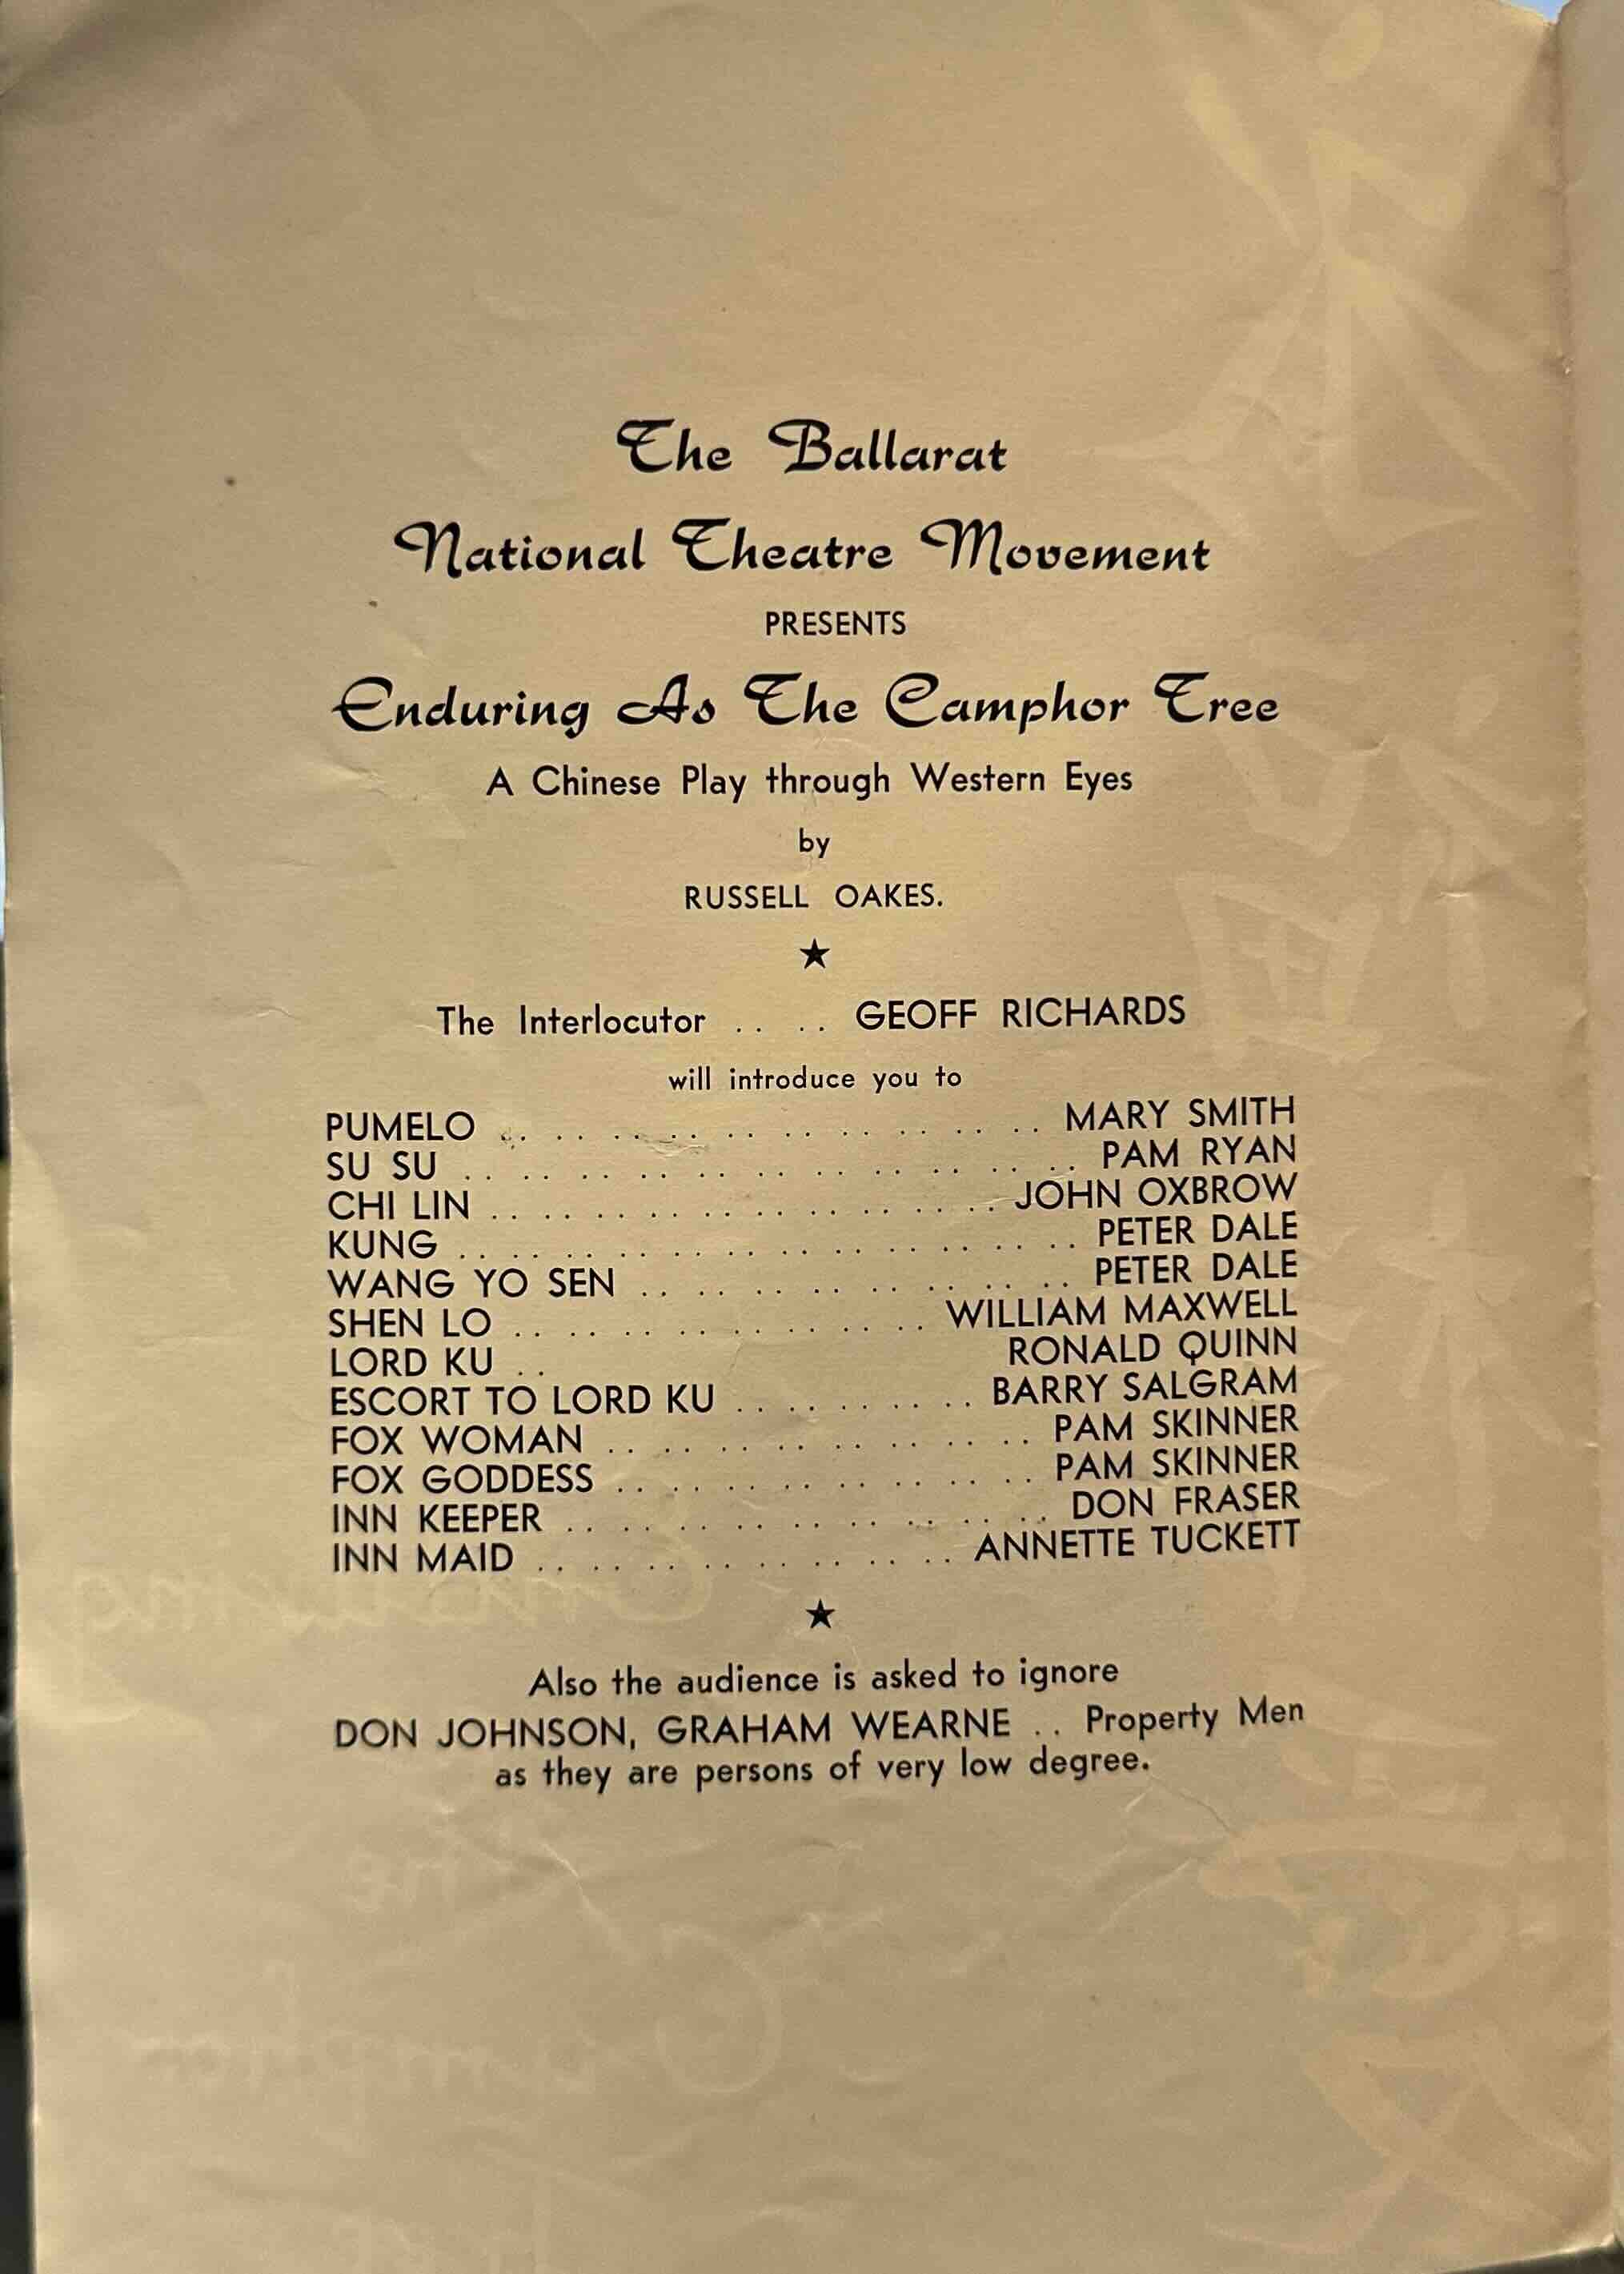 The Ballarat
National Theatre Movement
PRESENTS
Enduring As The Camphor Tree
A Chinese Play through Western Eyes
by
RUSSELL OAKES.
★
The Interlocutor .. .. GEOFF RICHARDS
will introduce you to
PUMELO .. .. .. .. .. .. .. .. .. .. MARY SMITH
SU SU .. .. .. .. .. .. .. .. .. .. .. PAM RYAN
CHI LIN .. .. .. .. .. .. .. .. .. .. JOHN OXBROW
KUNG .. .. .. .. .. .. .. .. .. .. .. PETER DALE
WANG YO SEN .. .. .. .. .. .. .. .. PETER DALE
SHEN LO .. .. .. .. .. .. .. .. WILLIAM MAXWELL
LORD KU .. RONALD QUINN
ESCORT TO LORD KU .. .. .. .. .. BARRY SALGRAM
FOX WOMAN .. .. .. .. .. .. .. .. PAM SKINNER
FOX GODDESS .. .. .. .. .. .. .. .. PAM SKINNER
INN KEEPER .. .. .. .. .. .. .. .. .. DON FRASER
INN MAID .. .. .. .. .. .. .. .. ANNETTE TUCKETT
★
Also the audience is asked to ignore
DON JOHNSON, GRAHAM WEARNE .. Property Men
as they are persons of very low degree.